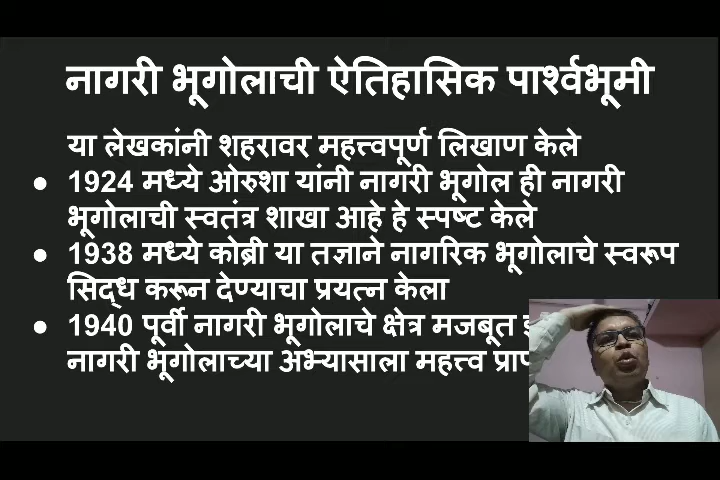 नागरी भूगोलाची ऐतिहासिक पार्श्वभूमी
या लेखकांनी शहरावर महत्त्वपूर्ण लिखाण केले
● 1924 मध्ये ओरुशा यांनी नागरी भूगोल ही नागरी
भूगोलाची स्वतंत्र शाखा आहे हे स्पष्ट केले
● 1938 मध्ये कोब्री या तज्ञाने नागरिक भूगोलाचे स्वरूप
सिद्ध करून देण्याचा प्रयत्न केला
● 1940 पूर्वी नागरी भूगोलाचे क्षेत्र मजबूत
नागरी भूगोलाच्या अभ्यासाला महत्त्व